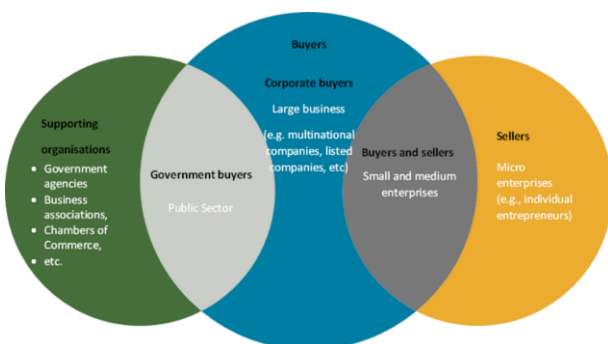 Supporting
organisations
• Government
agencies
• Business
associations,
• Chambers of
Commerce,
• etc.
Government buyers
Public Sector
Buyers
Corporate buyers
Large business
(e.g. multinational
companies, listed
companies, etc)
Buyers and sellers
Small and medium
enterprises
Sellers
Micro
enterprises
(e.g., individual
entrepreneurs)